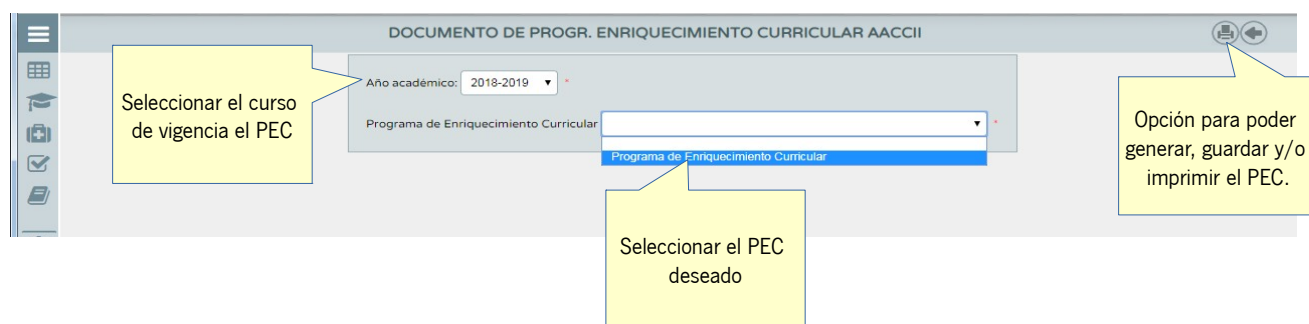 DOCUMENTO DE PROGR. ENRIQUECIMIENTO CURRICULAR AACCII
Año académico: 2018-2019 *
Programa de Enriquecimiento Curricular *
Programa de Enriquecimiento Curricular
Seleccionar el curso
de vigencia el PEC
Opción para poder
generar, guardar y/o
imprimir el PEC.
Seleccionar el PEC
deseado